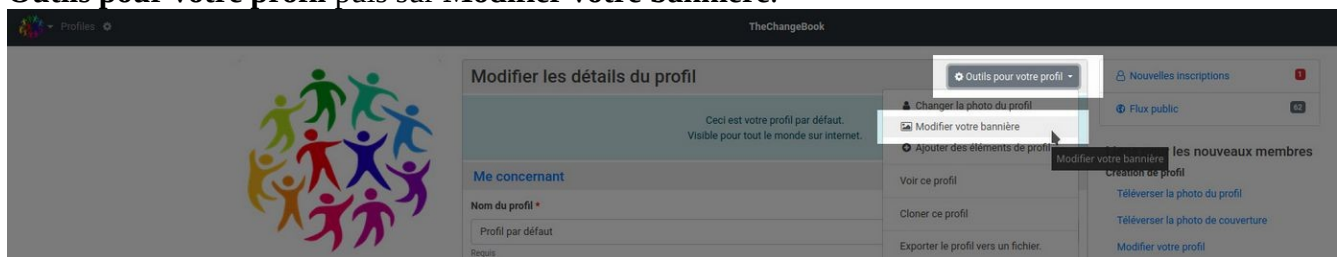 Outils pour votre profil puis sur Modifier votre bannière.
Profiles
TheChangeBook
Modifier les détails du profil
Outils pour votre profil
Ceci est votre profil par défaut.
Visible pour tout le monde sur internet.
Me concernant
Nom du profil *
Profil par défaut
Requis
Changer la photo du profil
Modifier votre bannière
Ajouter des éléments de profil
Modifier votre bannière
Voir ce profil
Cloner ce profil
Exporter le profil vers un fichier.
Nouvelles inscriptions 1
Flux public 62
les nouveaux membres
Création de profil
Téléverser la photo du profil
Téléverser la photo de couverture
Modifier votre profil